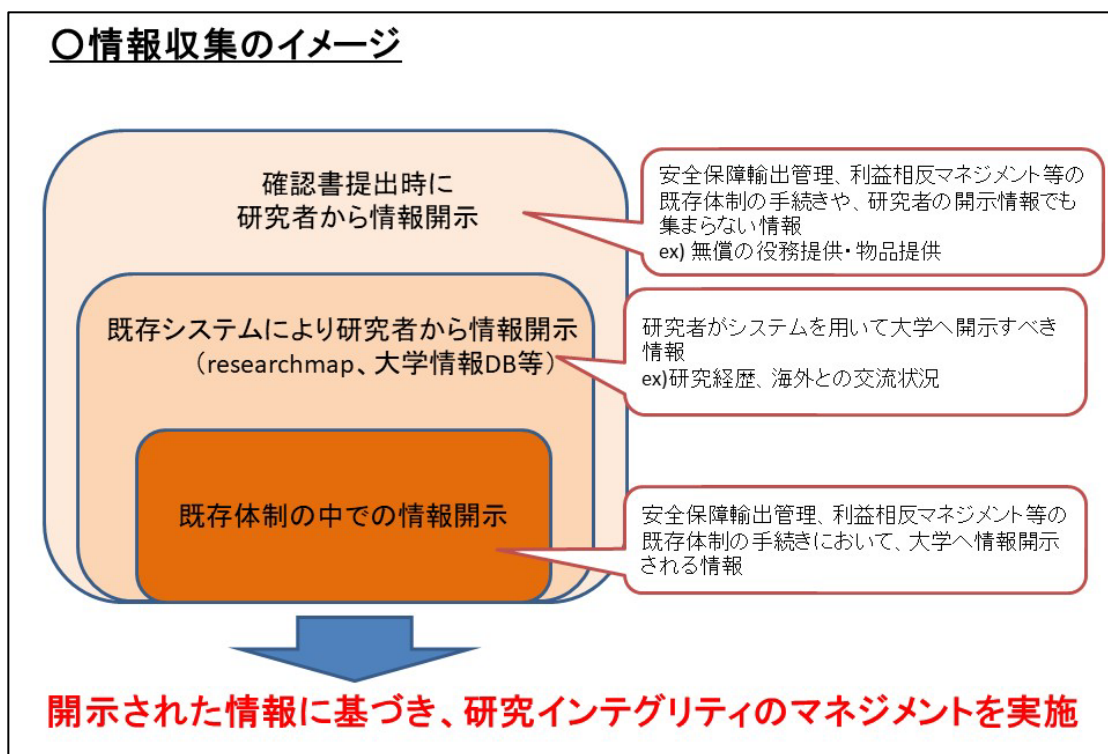 〇情報収集のイメージ
確認書提出時に
研究者から情報開示
安全保障輸出管理、利益相反マネジメント等の
既存体制の手続きや、研究者の開示情報でも
集まらない情報
ex) 無償の役務提供・物品提供
既存システムにより研究者から情報開示
（researchmap、大学情報DB等）
研究者がシステムを用いて大学へ開示すべき
情報
ex)研究経歴、海外との交流状況
既存体制の中での情報開示
安全保障輸出管理、利益相反マネジメント等の
既存体制の手続きにおいて、大学へ情報開示
される情報
開示された情報に基づき、研究インテグリティのマネジメントを実施